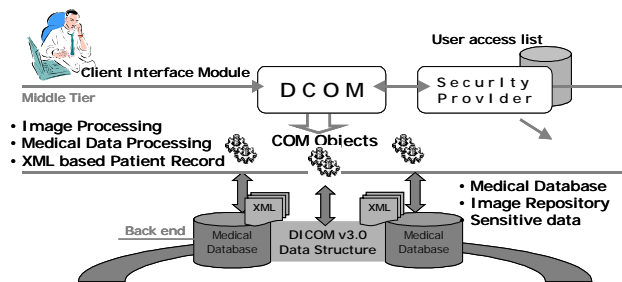 User access list
Client Interface Module
DCOM
SecurIty
ProvIder
Middle Tier
• Image Processing
• Medical Data Processing
• XML based Patient Record
COM Objects
• Medical Database
• Image Repository
Sensitive data
XML
XML
Back end
Medical
Database
DICOM v3.0
Data Structure
Medical
Database